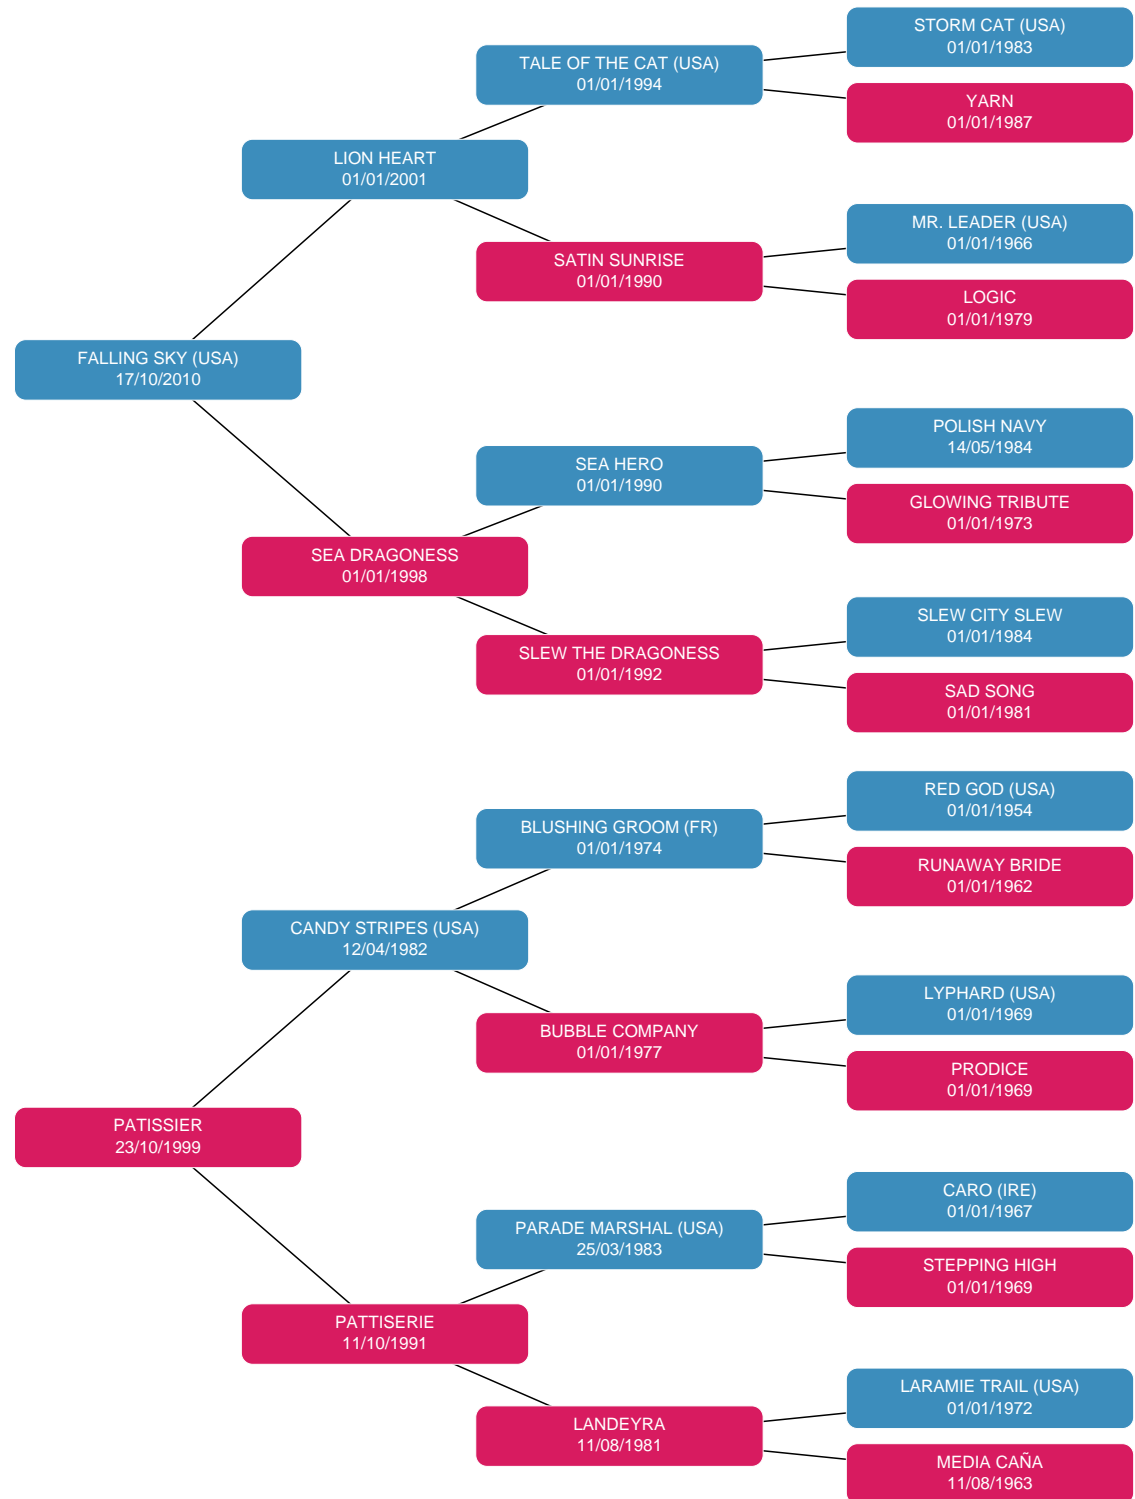 STORM CAT (USA)
01/01/1983
TALE OF THE CAT (USA)
01/01/1994
YARN
01/01/1987
LION HEART
01/01/2001
MR. LEADER (USA)
01/01/1966
SATIN SUNRISE
01/01/1990
LOGIC
01/01/1979
FALLING SKY (USA)
17/10/2010
POLISH NAVY
14/05/1984
SEA HERO
01/01/1990
GLOWING TRIBUTE
01/01/1973
SEA DRAGONESS
01/01/1998
SLEW CITY SLEW
01/01/1984
SLEW THE DRAGONESS
01/01/1992
SAD SONG
01/01/1981
RED GOD (USA)
01/01/1954
BLUSHING GROOM (FR)
01/01/1974
RUNAWAY BRIDE
01/01/1962
CANDY STRIPES (USA)
12/04/1982
LYPHARD (USA)
01/01/1969
BUBBLE COMPANY
01/01/1977
PRODICE
01/01/1969
PATISSIER
23/10/1999
CARO (IRE)
01/01/1967
PARADE MARSHAL (USA)
25/03/1983
STEPPING HIGH
01/01/1969
PATTISERIE
11/10/1991
LARAMIE TRAIL (USA)
01/01/1972
LANDEYRA
11/08/1981
MEDIA CAÑA
11/08/1963